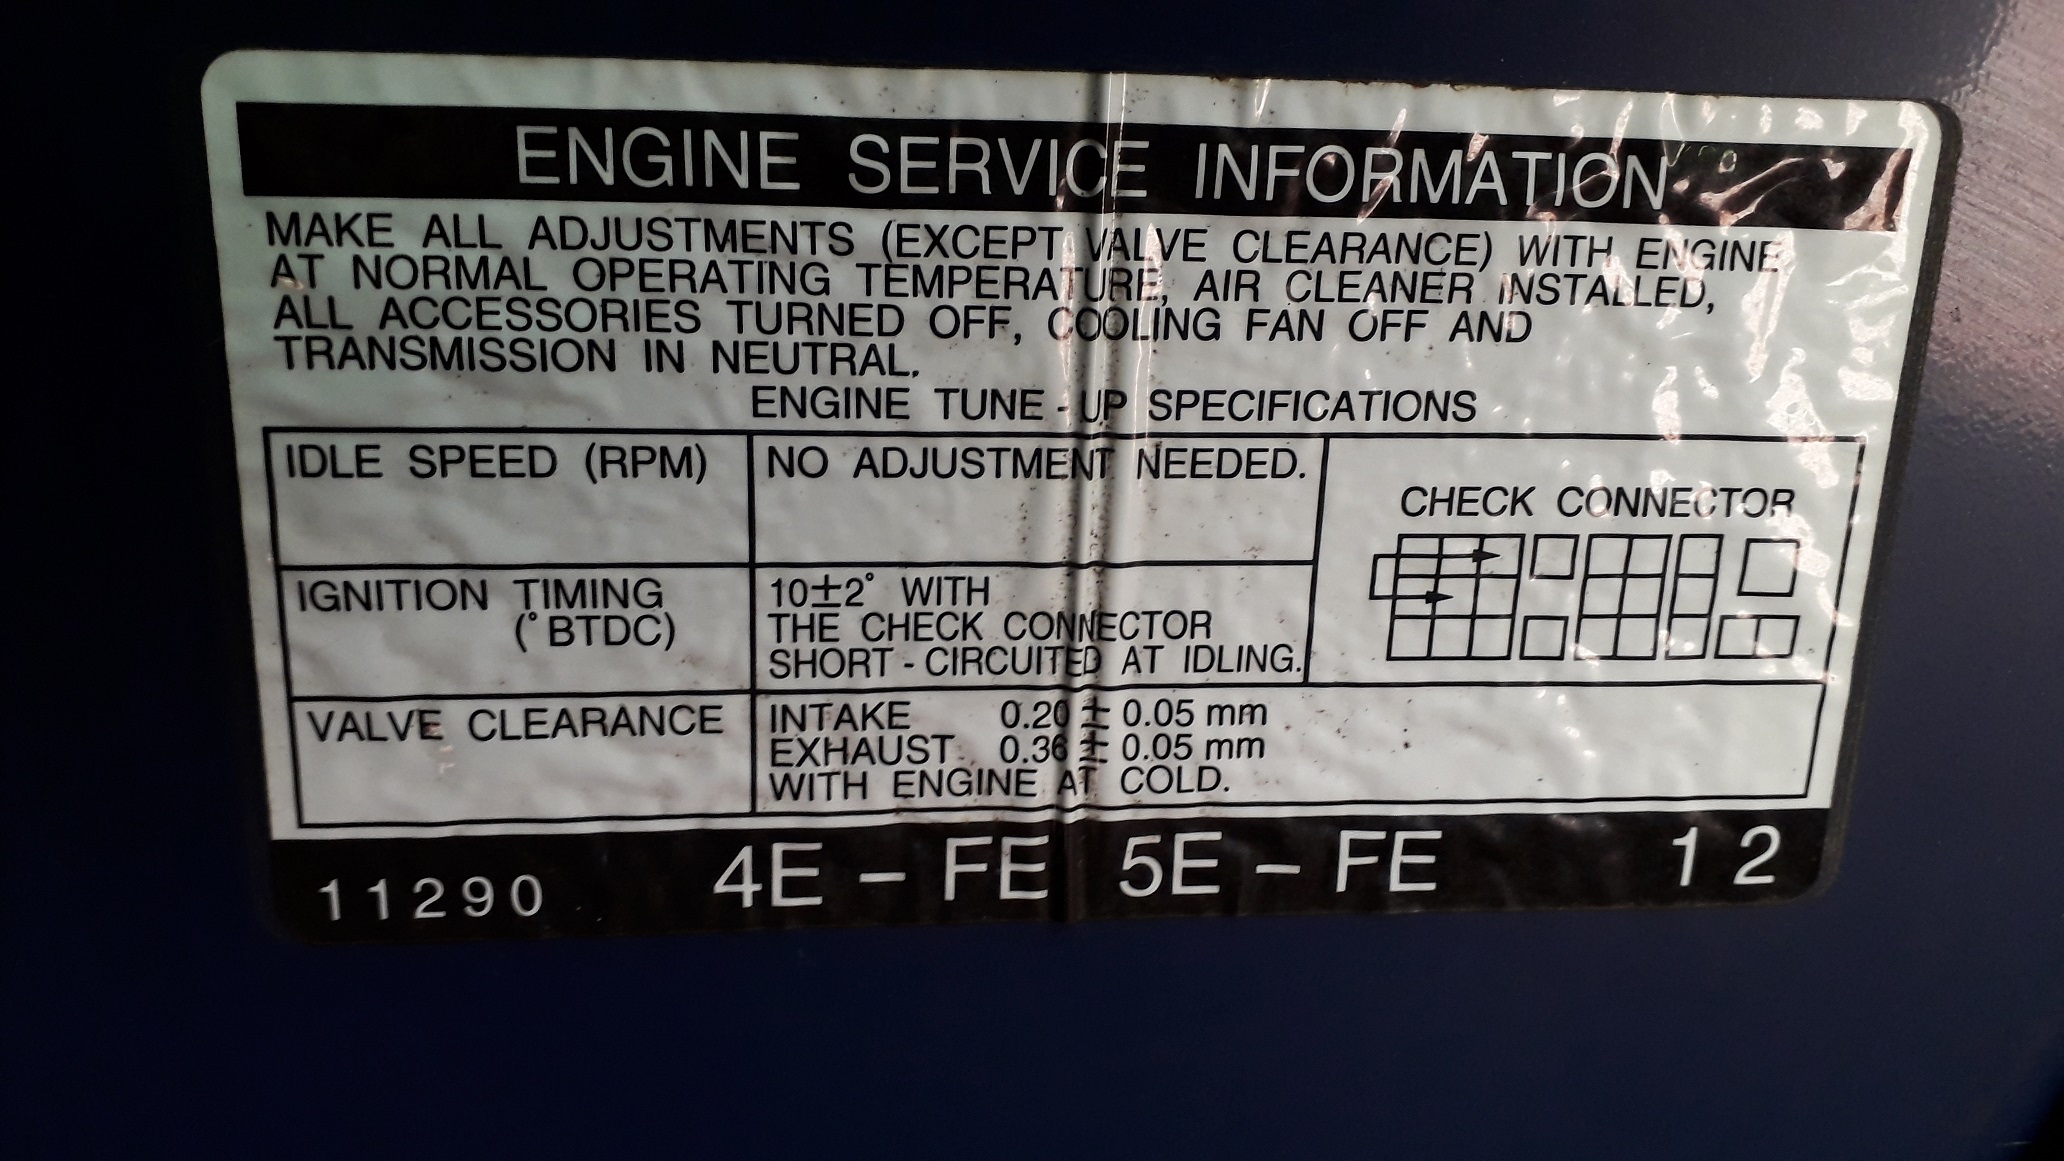 ENGINE SERVICE INFORMATION
MAKE ALL ADJUSTMENTS (EXCEPT VALVE CLEARANCE) WITH ENGINE
AT NORMAL OPERATING TEMPERATURE, AIR CLEANER INSTALLED,
ALL ACCESSORIES TURNED OFF, COOLING FAN OFF AND
TRANSMISSION IN NEUTRAL.
ENGINE TUNE-UP SPECIFICATIONS
IDLE SPEED (RPM)
NO ADJUSTMENT NEEDED.
IGNITION TIMING
(°BTDC)
10±2° WITH
THE CHECK CONNECTOR
SHORT-CIRCUITED AT IDLING.
CHECK CONNECTOR
VALVE CLEARANCE
INTAKE 0.20 ± 0.05 mm
EXHAUST 0.36 ± 0.05 mm
WITH ENGINE AT COLD.
11290 4E-FE 5E-FE 12